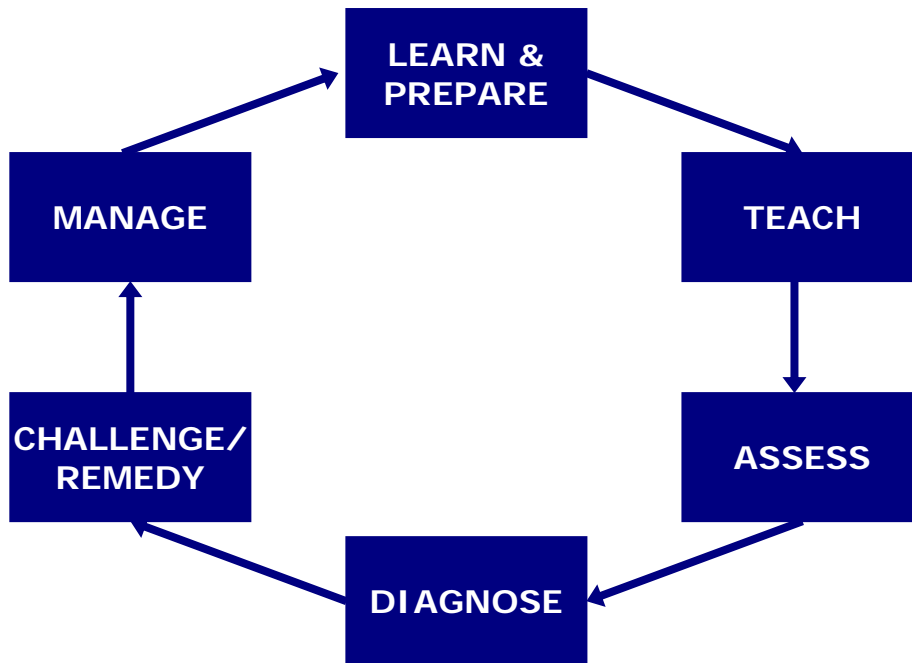 LEARN &
PREPARE
TEACH
ASSESS
DIAGNOSE
CHALLENGE/
REMEDY
MANAGE